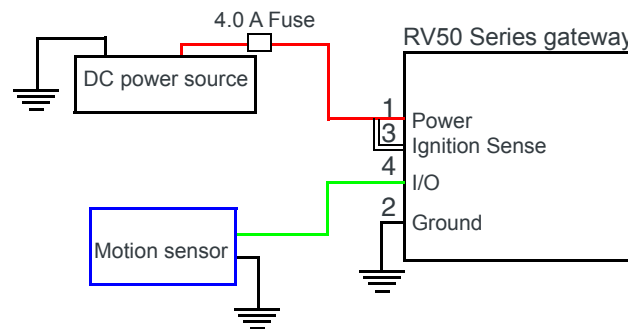 4.0 A Fuse
RV50 Series gateway
DC power source
1
Power
3
Ignition Sense
4
I/O
2
Ground
Motion sensor